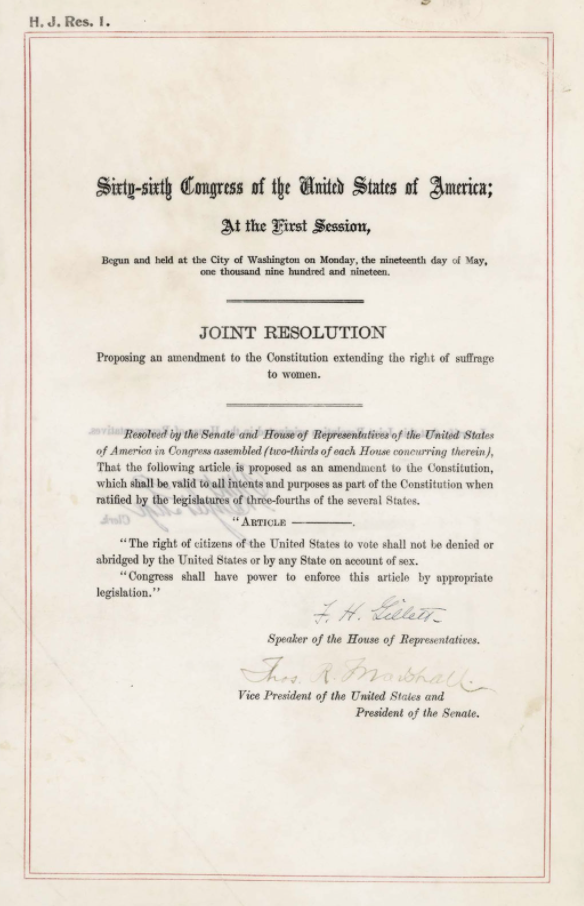 H. J. Res. 1.
Sixty-sixth Congress of the United States of America;
At the First Session,
Begun and held at the City of Washington on Monday, the nineteenth day of May,
one thousand nine hundred and nineteen.
JOINT RESOLUTION
Proposing an amendment to the Constitution extending the right of suffrage
to women.
Resolved by the Senate and House of Representatives of the United States
of America in Congress assembled (two-thirds of each House concurring therein),
That the following article is proposed as an amendment to the Constitution,
which shall be valid to all intents and purposes as part of the Constitution when
ratified by the legislatures of three-fourths of the several States.
"ARTICLE ————.
"The right of citizens of the United States to vote shall not be denied or
abridged by the United States or by any State on account of sex.
"Congress shall have power to enforce this article by appropriate
legislation."
F. H. Gillett
Speaker of the House of Representatives.
Thos. R. Marshall
Vice President of the United States and
President of the Senate.